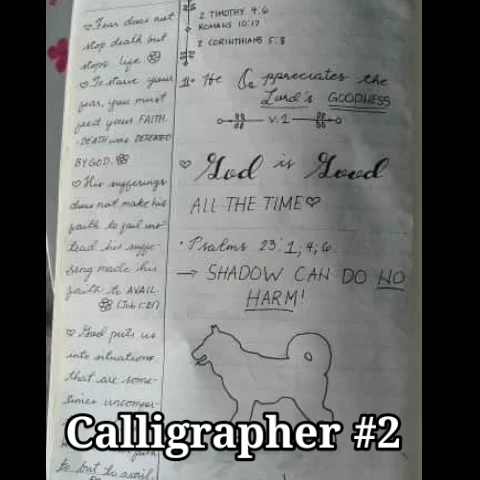 ♡ Fear does not
stop death but
stops life
♡ To starve your
fear, you must
feed your FAITH.
-DEATH was DEFEATED
BY GOD.
♡ His sufferings
does not make his
faith to fail ins-
tead his suffe-
ring made his
faith to AVAIL.
(Job 1:21)
♡ God puts us
into situations
that are some-
times uncompor-
to but to avail.
2 TIMOTHY 4:6
ROMANS 10:17
2 CORINTHIANS 5:8
II. He appreciates the
Lord's GOODNESS
v. 1
♡ God is Good
ALL THE TIME ♡
• Psalms 23:1, 4, 6
→ SHADOW CAN DO NO
HARM!
Calligrapher #2